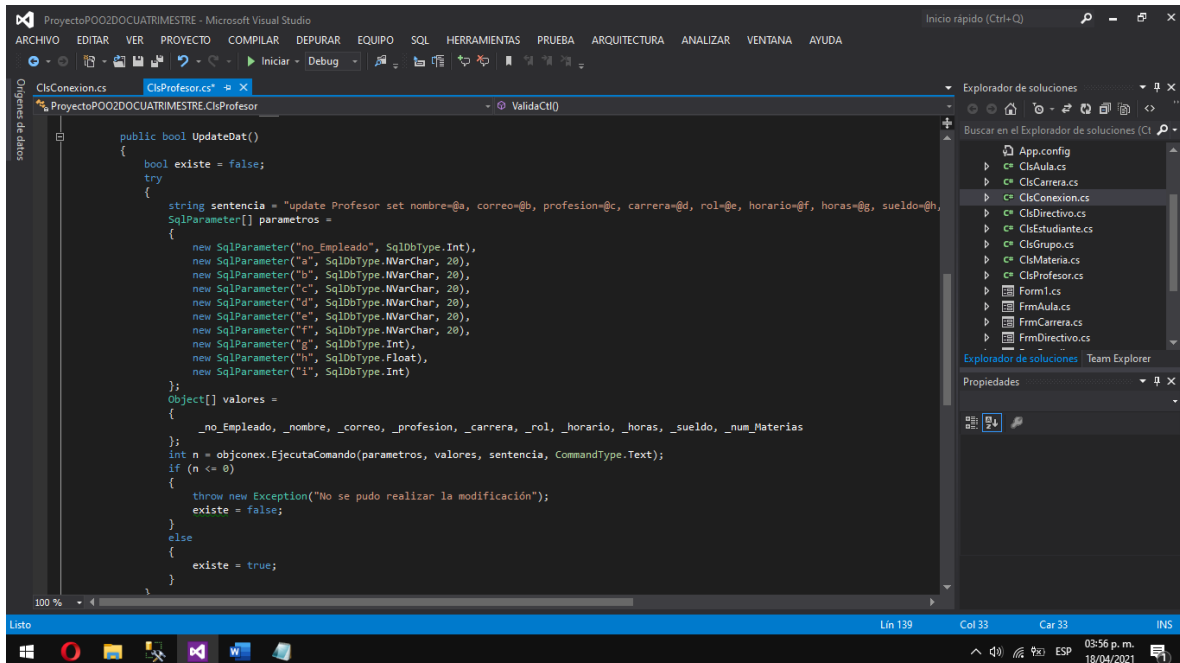 ProyectoPOO2DOCUATRIMESTRE - Microsoft Visual Studio
Inicio rápido (Ctrl+Q)
ARCHIVO EDITAR VER PROYECTO COMPILAR DEPURAR EQUIPO SQL HERRAMIENTAS PRUEBA ARQUITECTURA ANALIZAR VENTANA AYUDA
Iniciar Debug
Orígenes de datos
ClsConexion.cs ClsProfesor.cs*
ProyectoPOO2DOCUATRIMESTRE.ClsProfesor ValidaCtl()
public bool UpdateDat()
{
bool existe = false;
try
{
string sentencia = "update Profesor set nombre=@a, correo=@b, profesion=@c, carrera=@d, rol=@e, horario=@f, horas=@g, sueldo=@h,
SqlParameter[] parametros =
{
new SqlParameter("no_Empleado", SqlDbType.Int),
new SqlParameter("a", SqlDbType.NVarChar, 20),
new SqlParameter("b", SqlDbType.NVarChar, 20),
new SqlParameter("c", SqlDbType.NVarChar, 20),
new SqlParameter("d", SqlDbType.NVarChar, 20),
new SqlParameter("e", SqlDbType.NVarChar, 20),
new SqlParameter("f", SqlDbType.NVarChar, 20),
new SqlParameter("g", SqlDbType.Int),
new SqlParameter("h", SqlDbType.Float),
new SqlParameter("i", SqlDbType.Int)
};
Object[] valores =
{
_no_Empleado, _nombre, _correo, _profesion, _carrera, _rol, _horario, _horas, _sueldo, _num_Materias
};
int n = objconex.EjecutaComando(parametros, valores, sentencia, CommandType.Text);
if (n <= 0)
{
throw new Exception("No se pudo realizar la modificación");
existe = false;
}
else
{
existe = true;
}
}
100 %
Explorador de soluciones
Buscar en el Explorador de soluciones (Ct
App.config
C# ClsAula.cs
C# ClsCarrera.cs
C# ClsConexion.cs
C# ClsDirectivo.cs
C# ClsEstudiante.cs
C# ClsGrupo.cs
C# ClsMateria.cs
C# ClsProfesor.cs
Form1.cs
FrmAula.cs
FrmCarrera.cs
FrmDirectivo.cs
Explorador de soluciones Team Explorer
Propiedades
Listo Lín 139 Col 33 Car 33 INS
ESP
03:56 p. m.
18/04/2021